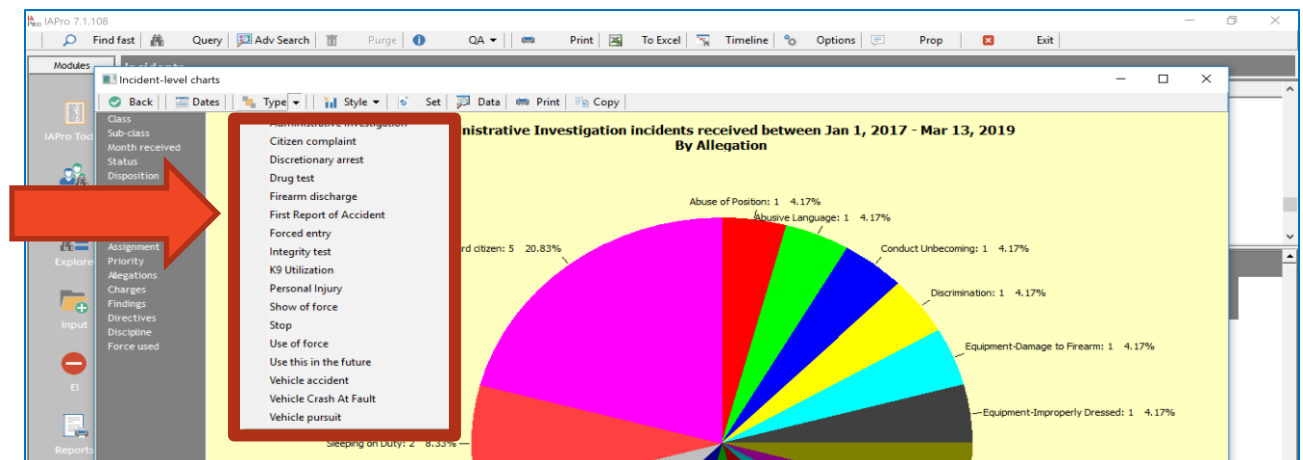 IAPro 7.1.108
Find fast Query Adv Search Purge QA Print To Excel Timeline Options Prop Exit
Modules
Incident-level charts
Back Dates Type Style Set Data Print Copy
Class
Sub-class
Month received
Status
Disposition
Assignment
Priority
Allegations
Charges
Findings
Directives
Discipline
Force used
Explore
Input
EI
Reports
Administrative Investigation
Citizen complaint
Discretionary arrest
Drug test
Firearm discharge
First Report of Accident
Forced entry
Integrity test
K9 Utilization
Personal Injury
Show of force
Stop
Use of force
Use this in the future
Vehicle accident
Vehicle Crash At Fault
Vehicle pursuit
nistrative Investigation incidents received between Jan 1, 2017 - Mar 13, 2019
By Allegation
Abuse of Position: 1 4.17%
Abusive Language: 1 4.17%
rd citizen: 5 20.83%
Conduct Unbecoming: 1 4.17%
Discrimination: 1 4.17%
Equipment-Damage to Firearm: 1 4.17%
Equipment-Improperly Dressed: 1 4.17%
Sleeping on Duty: 2 8.33%